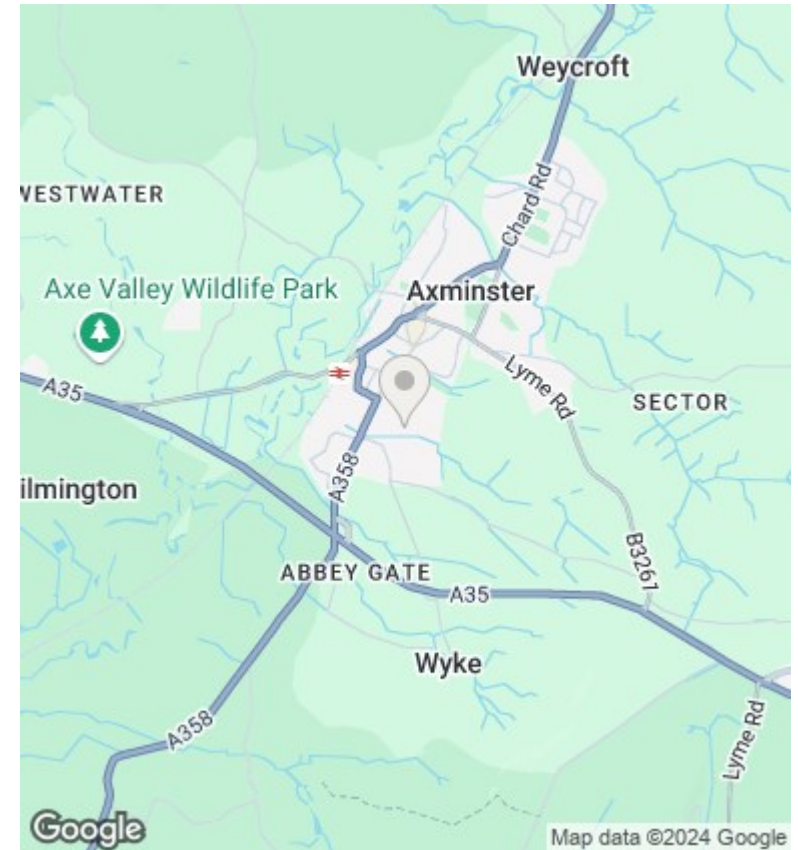 Weycroft
WESTWATER
Chard Rd
Axe Valley Wildlife Park
Axminster
Lyme Rd
A35
SECTOR
ilmington
A358
B3261
ABBEY GATE
A35
Wyke
A358
Lyme Rd
Google
Map data ©2024 Google